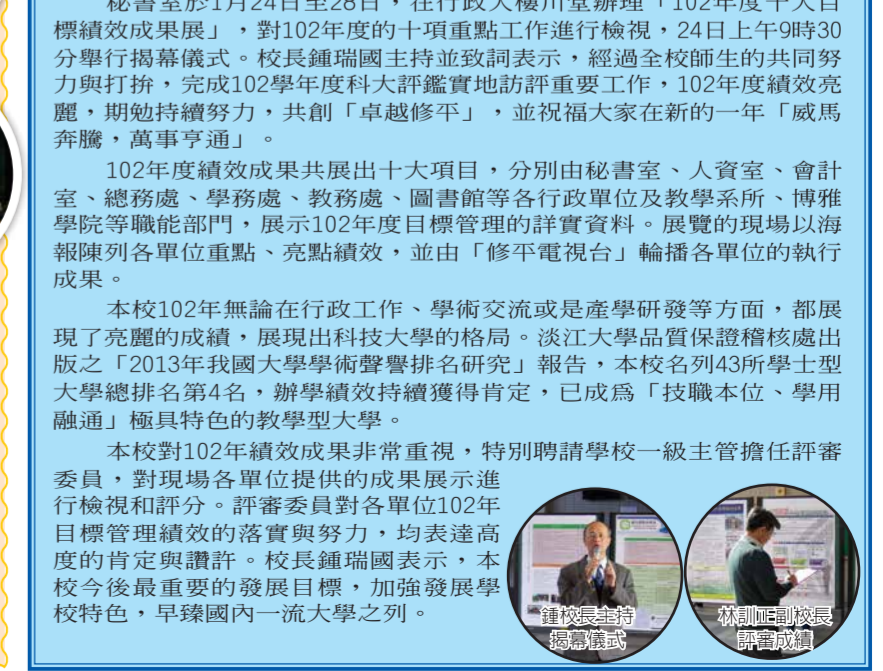 秘書室於1月24日至28日，在行政大樓川堂辦理「102年度十大目
標績效成果展」，對102年度的十項重點工作進行檢視，24日上午9時30
分舉行揭幕儀式。校長鍾瑞國主持並致詞表示，經過全校師生的共同努
力與打拚，完成102學年度科大評鑑實地訪評重要工作，102年度績效亮
麗，期勉持續努力，共創「卓越修平」，並祝福大家在新的一年「威馬
奔騰，萬事亨通」。
102年度績效成果共展出十大項目，分別由秘書室、人資室、會計
室、總務處、學務處、教務處、圖書館等各行政單位及教學系所、博雅
學院等職能部門，展示102年度目標管理的詳實資料。展覽的現場以海
報陳列各單位重點、亮點績效，並由「修平電視台」輪播各單位的執行
成果。
本校102年無論在行政工作、學術交流或是產學研發等方面，都展
現了亮麗的成績，展現出科技大學的格局。淡江大學品質保證稽核處出
版之「2013年我國大學學術聲譽排名研究」報告，本校名列43所學士型
大學總排名第4名，辦學績效持續獲得肯定，已成為「技職本位、學用
融通」極具特色的教學型大學。
本校對102年績效成果非常重視，特別聘請學校一級主管擔任評審
委員，對現場各單位提供的成果展示進
行檢視和評分。評審委員對各單位102年
目標管理績效的落實與努力，均表達高
度的肯定與讚許。校長鍾瑞國表示，本
校今後最重要的發展目標，加強發展學
校特色，早臻國內一流大學之列。
鍾校長主持
揭幕儀式
林訓正副校長
評審成績